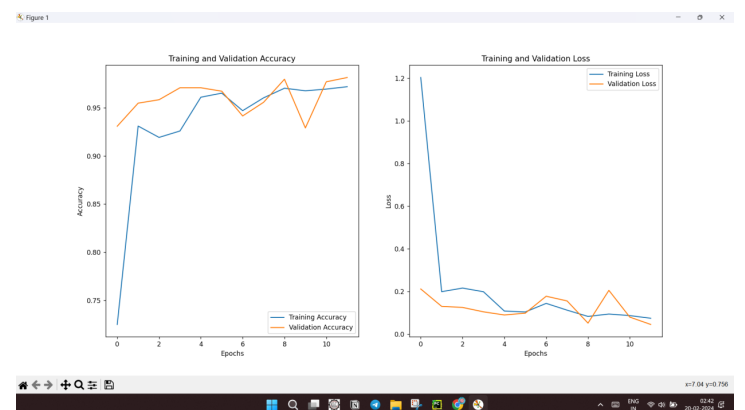 Figure 1
Training and Validation Accuracy
0.95
0.90
0.85
0.80
0.75
Accuracy
0 2 4 6 8 10
Epochs
Training Accuracy
Validation Accuracy
Training and Validation Loss
1.2
1.0
0.8
0.6
0.4
0.2
0.0
Loss
0 2 4 6 8 10
Epochs
Training Loss
Validation Loss
x=7.04 y=0.756
ENG
IN
02:42
20-02-2024